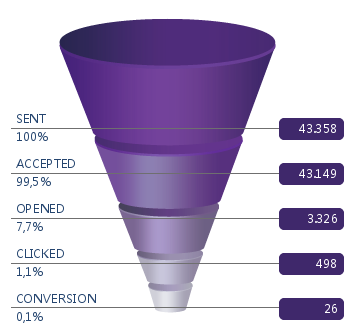 SENT
43.358
100%
ACCEPTED
43.149
99,5%
OPENED
3.326
7,7%
CLICKED
498
1,1%
CONVERSION
26
0,1%